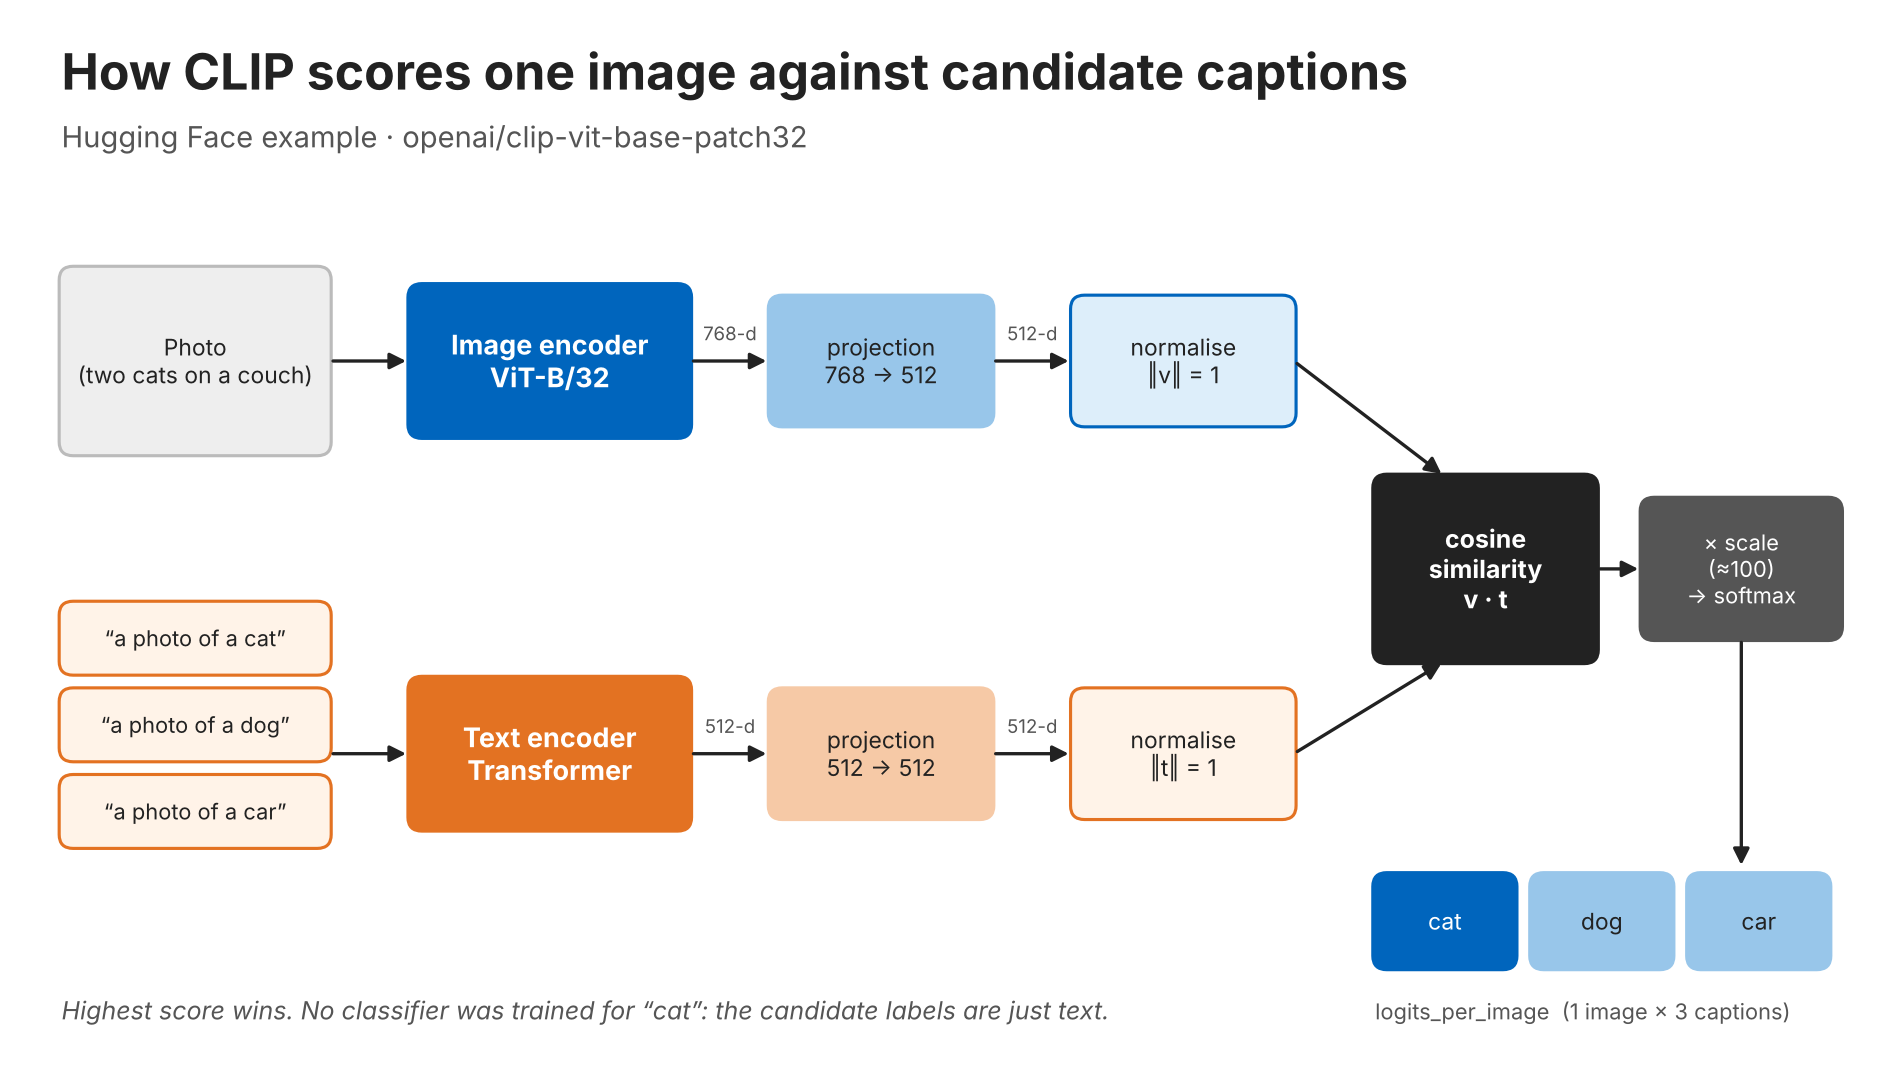 How CLIP scores one image against candidate captions
Hugging Face example · openai/clip-vit-base-patch32
Photo
(two cats on a couch)
Image encoder
ViT-B/32
768-d
projection
768 → 512
512-d
normalise
‖v‖ = 1
cosine
similarity
v · t
× scale
(≈100)
→ softmax
“a photo of a cat”
“a photo of a dog”
“a photo of a car”
Text encoder
Transformer
512-d
projection
512 → 512
512-d
normalise
‖t‖ = 1
cat
dog
car
Highest score wins. No classifier was trained for “cat”: the candidate labels are just text.
logits_per_image (1 image × 3 captions)